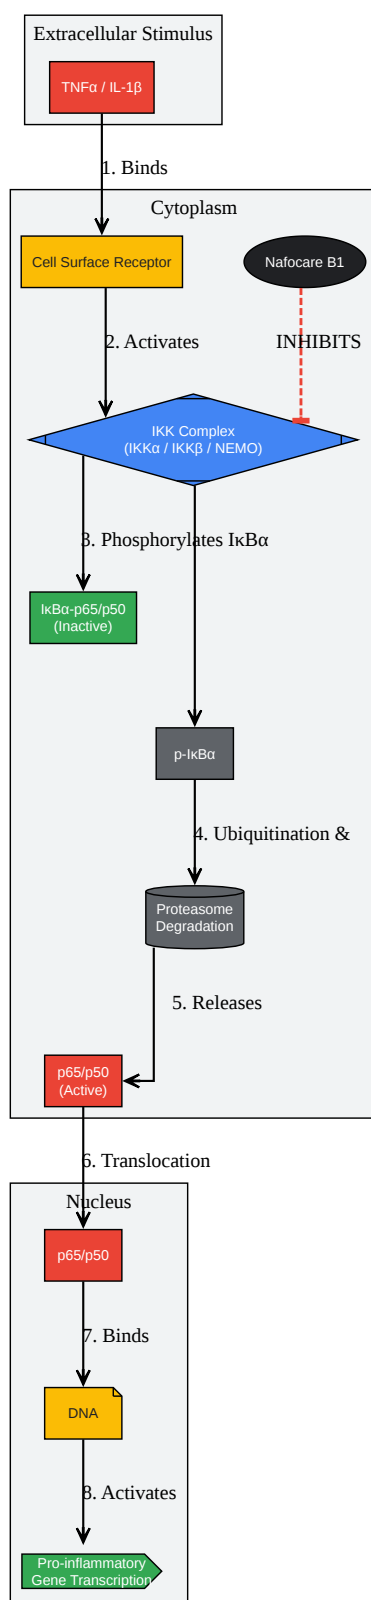 Extracellular Stimulus
TNFα / IL-1β
1. Binds
Cytoplasm
Cell Surface Receptor
Nafocare B1
2. Activates
INHIBITS
IKK Complex
(IKKα / IKKβ / NEMO)
3. Phosphorylates IκBα
IκBα-p65/p50
(Inactive)
p-IκBα
4. Ubiquitination &
Proteasome
Degradation
5. Releases
p65/p50
(Active)
6. Translocation
Nucleus
p65/p50
7. Binds
DNA
8. Activates
Pro-inflammatory
Gene Transcription